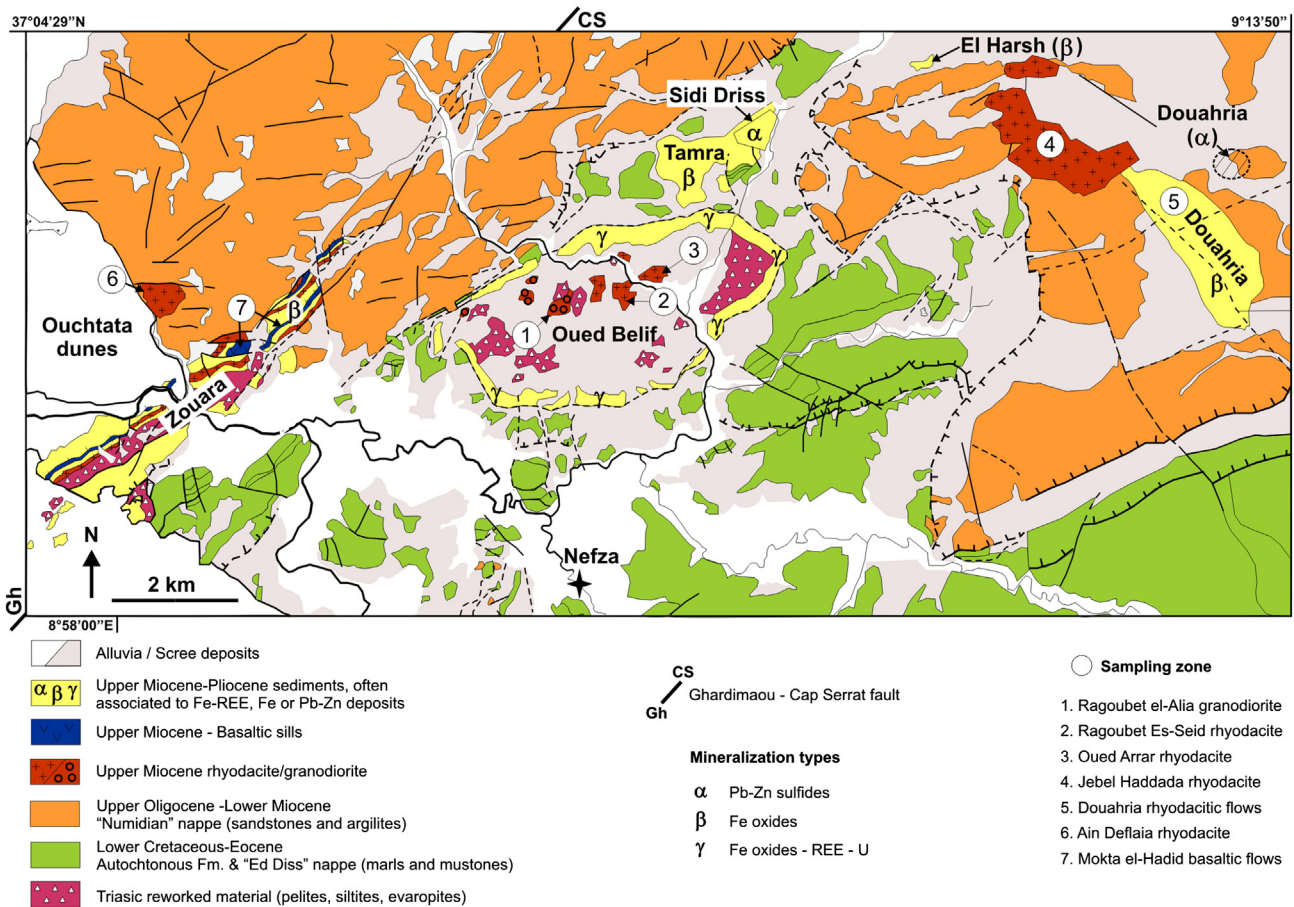 37°04'29”N
CS
9°13'50”
El Harsh (β)
Sidi Driss
Douahria
(α)
α
Tamra
β
4
5
Douahria
β
γ
γ
γ
3
6
7
β
2
1
Oued Belif
γ
Ouchtata
dunes
Zouara
γ
γ
Nefza
N
2 km
Gh
8°58'00”E
Alluvia / Scree deposits
α β γ
Upper Miocene-Pliocene sediments, often
associated to Fe-REE, Fe or Pb-Zn deposits
Upper Miocene - Basaltic sills
Upper Miocene rhyodacite/granodiorite
Upper Oligocene -Lower Miocene
“Numidian” nappe (sandstones and argilites)
Lower Cretaceous-Eocene
Autochtonous Fm. & “Ed Diss” nappe (marls and mustones)
Triasic reworked material (pelites, siltites, evaropites)
CS
Gh
Ghardimaou - Cap Serrat fault
Mineralization types
α Pb-Zn sulfides
β Fe oxides
γ Fe oxides - REE - U
Sampling zone
1. Ragoubet el-Alia granodiorite
2. Ragoubet Es-Seid rhyodacite
3. Oued Arrar rhyodacite
4. Jebel Haddada rhyodacite
5. Douahria rhyodacitic flows
6. Ain Deflaia rhyodacite
7. Mokta el-Hadid basaltic flows